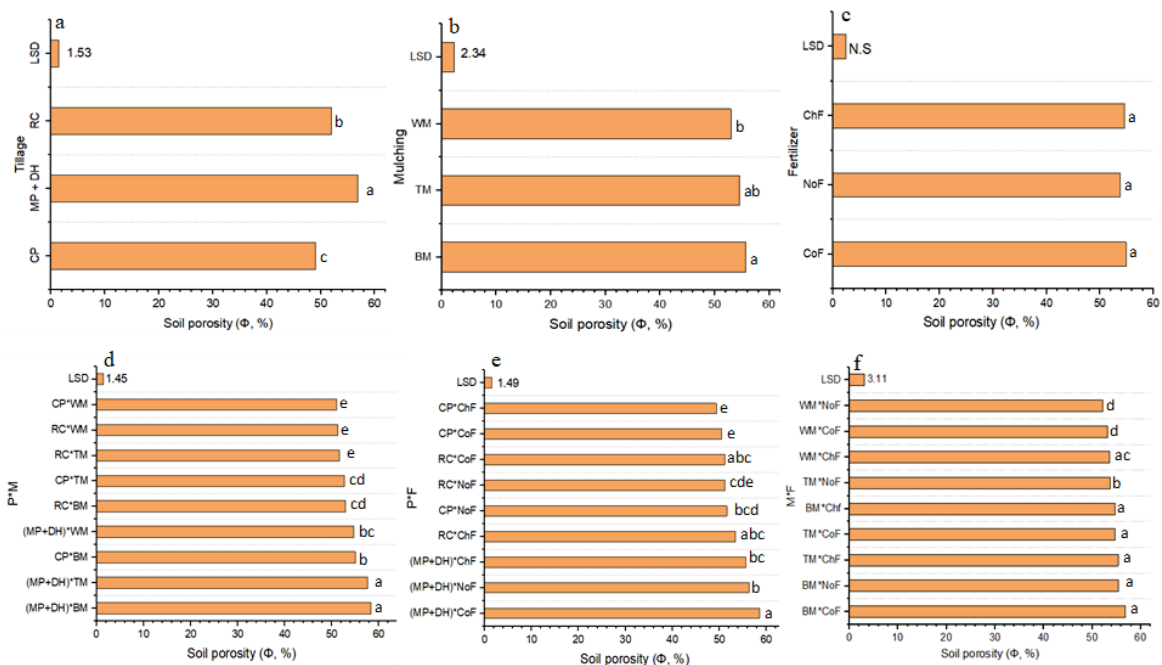 a
LSD
1.53
RC
b
MP + DH
a
CP
c
Tillage
0 10 20 30 40 50 60
Soil porosity (Φ, %)
b
LSD
2.34
WM
b
TM
ab
BM
a
Mulching
0 10 20 30 40 50 60
Soil porosity (Φ, %)
c
LSD
N.S
ChF
a
NoF
a
CoF
a
Fertilizer
0 10 20 30 40 50 60
Soil porosity (Φ, %)
d
LSD
1.45
CP*WM
e
RC*WM
e
RC*TM
e
CP*TM
cd
RC*BM
cd
(MP+DH)*WM
bc
CP*BM
b
(MP+DH)*TM
a
(MP+DH)*BM
a
P*M
0 10 20 30 40 50 60
Soil porosity (Φ, %)
e
LSD
1.49
CP*ChF
e
CP*CoF
e
RC*CoF
abc
RC*NoF
cde
CP*NoF
bcd
RC*ChF
abc
(MP+DH)*ChF
bc
(MP+DH)*NoF
b
(MP+DH)*CoF
a
P*F
0 10 20 30 40 50 60
Soil porosity (Φ, %)
f
LSD
3.11
WM*NoF
d
WM*CoF
d
WM*ChF
ac
TM*NoF
b
BM*Chf
a
TM*CoF
a
TM*ChF
a
BM*NoF
a
BM*CoF
a
M*F
0 10 20 30 40 50 60
Soil porosity (Φ, %)